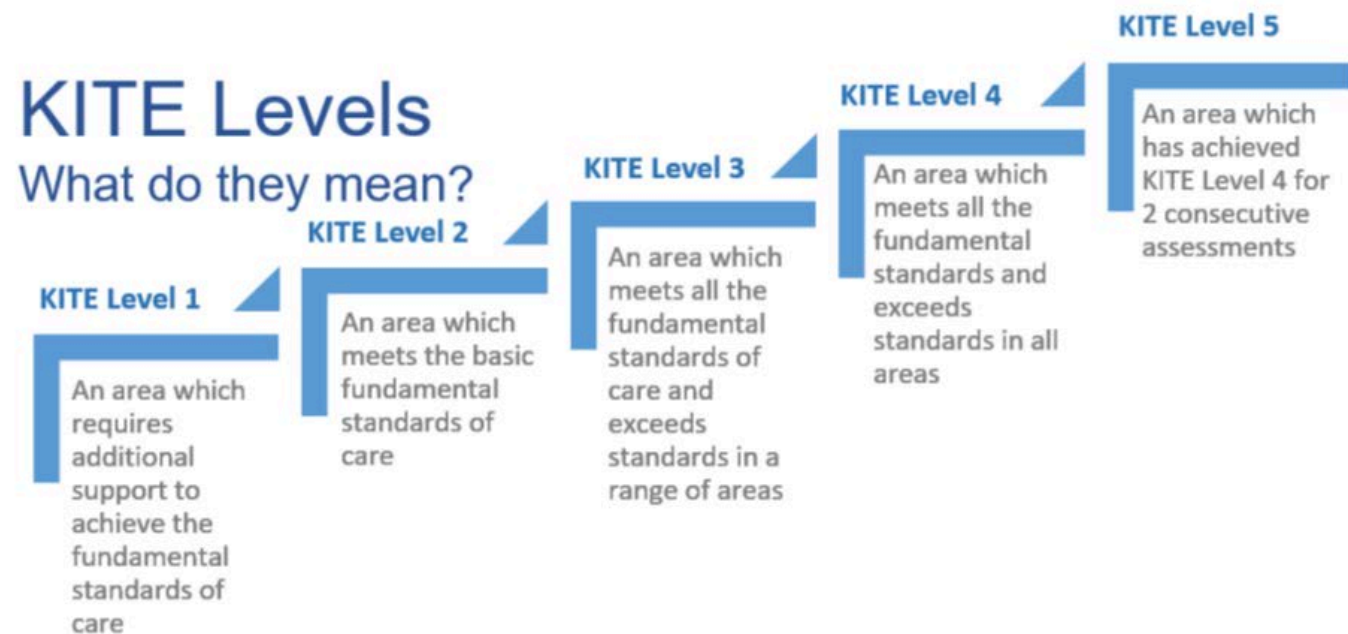 KITE Levels
What do they mean?
KITE Level 1
An area which
requires
additional
support to
achieve the
fundamental
standards of
care
KITE Level 2
An area which
meets the basic
fundamental
standards of
care
KITE Level 3
An area which
meets all the
fundamental
standards of
care and
exceeds
standards in a
range of areas
KITE Level 4
An area which
meets all the
fundamental
standards and
exceeds
standards in all
areas
KITE Level 5
An area which
has achieved
KITE Level 4 for
2 consecutive
assessments